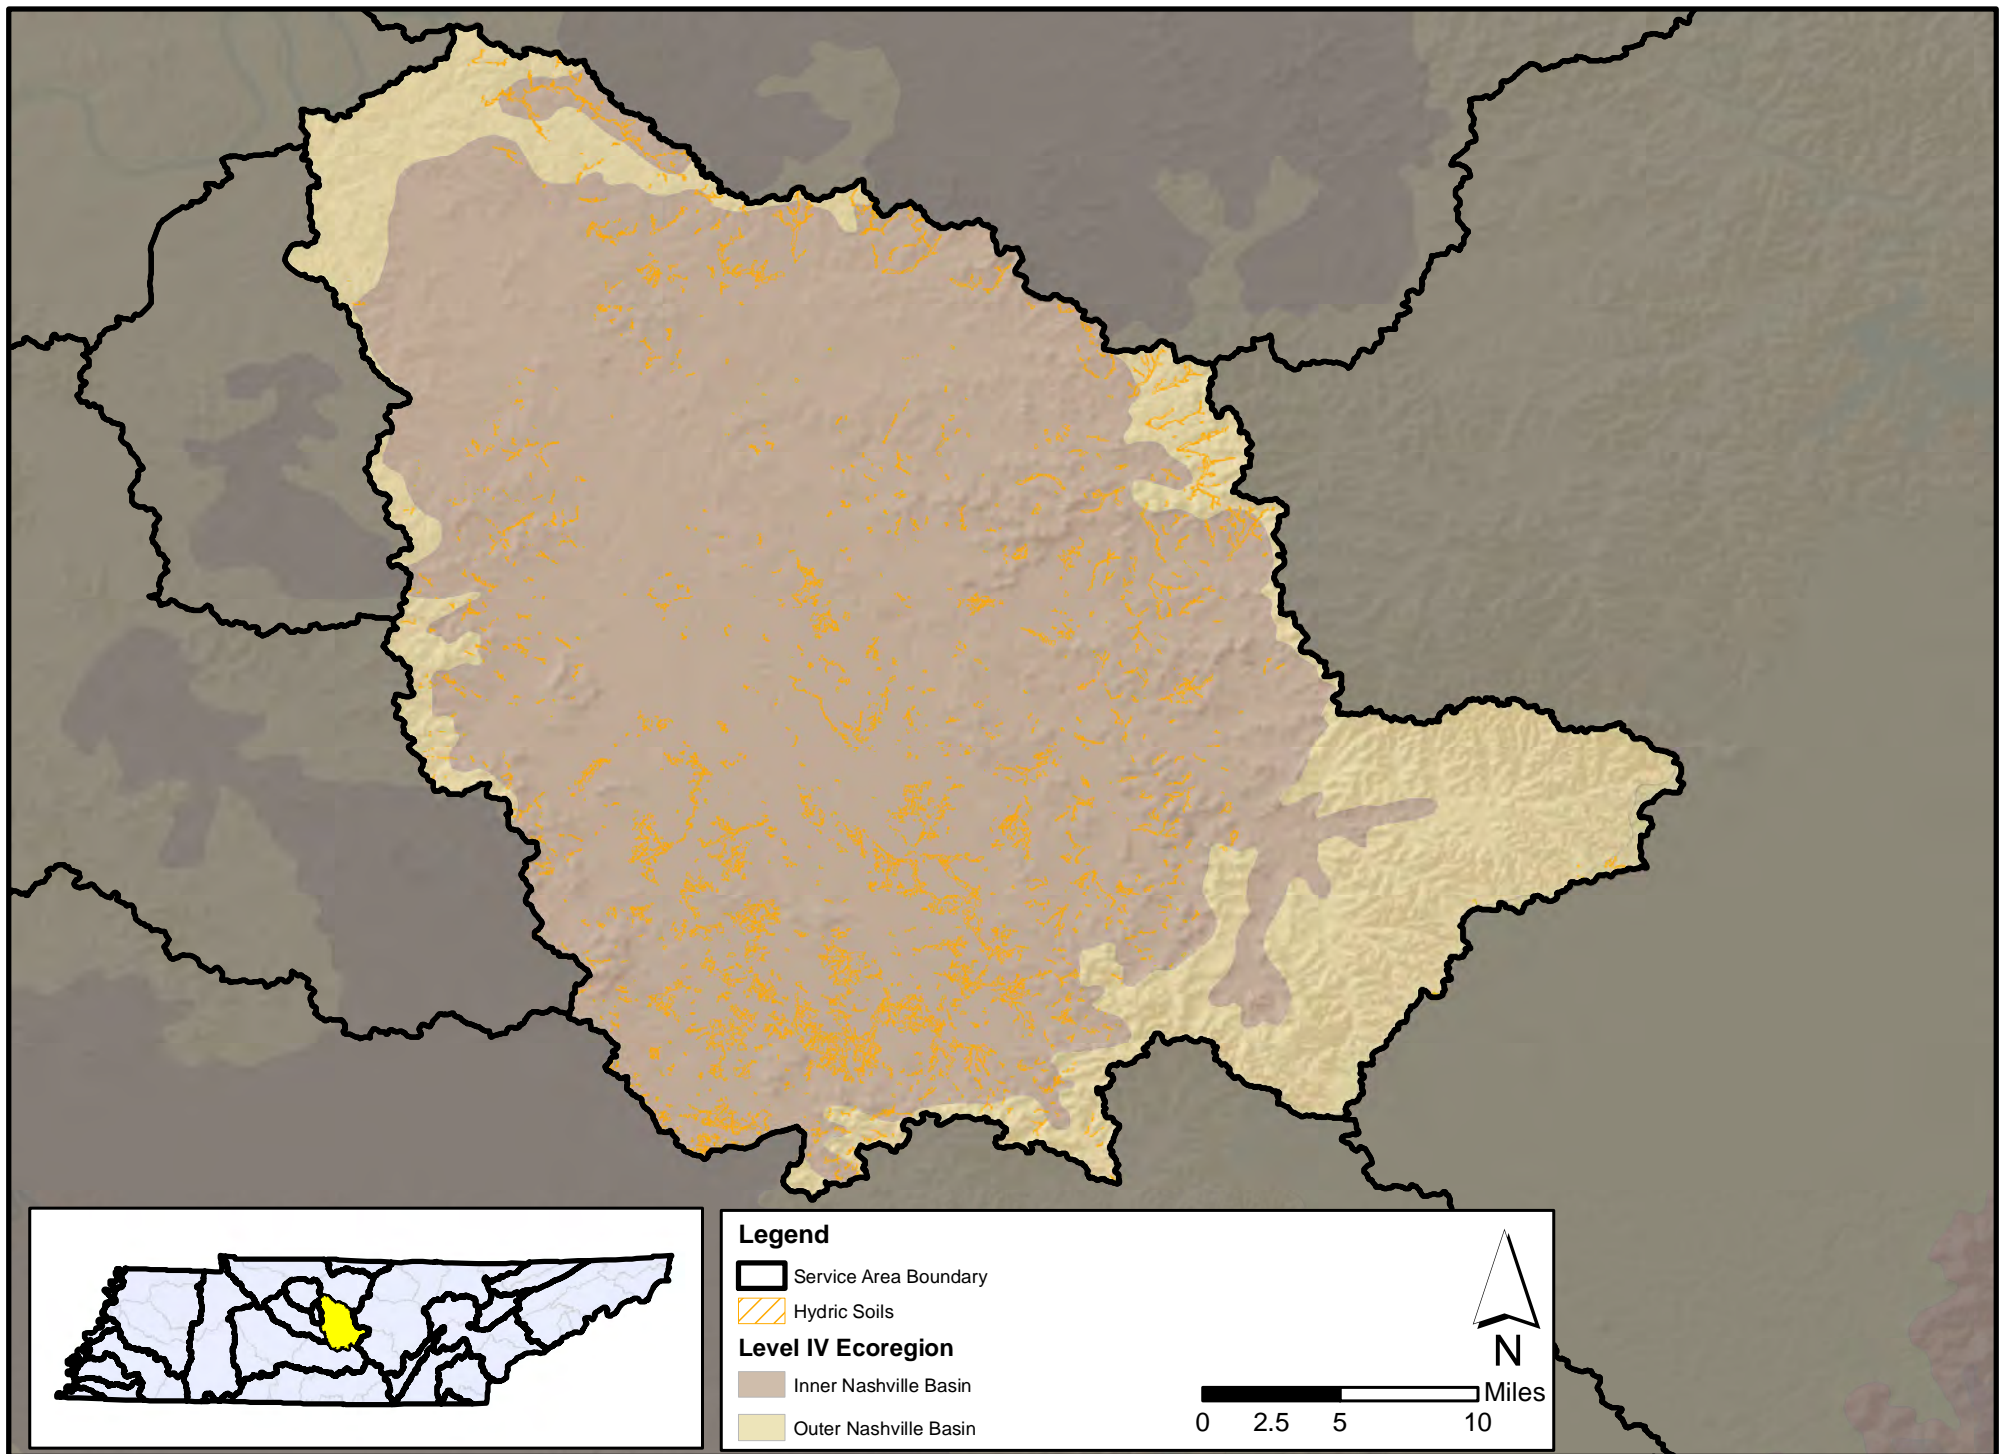 Legend
Service Area Boundary
Hydric Soils
Level IV Ecoregion
Inner Nashville Basin
Outer Nashville Basin
N
Miles
0 2.5 5 10